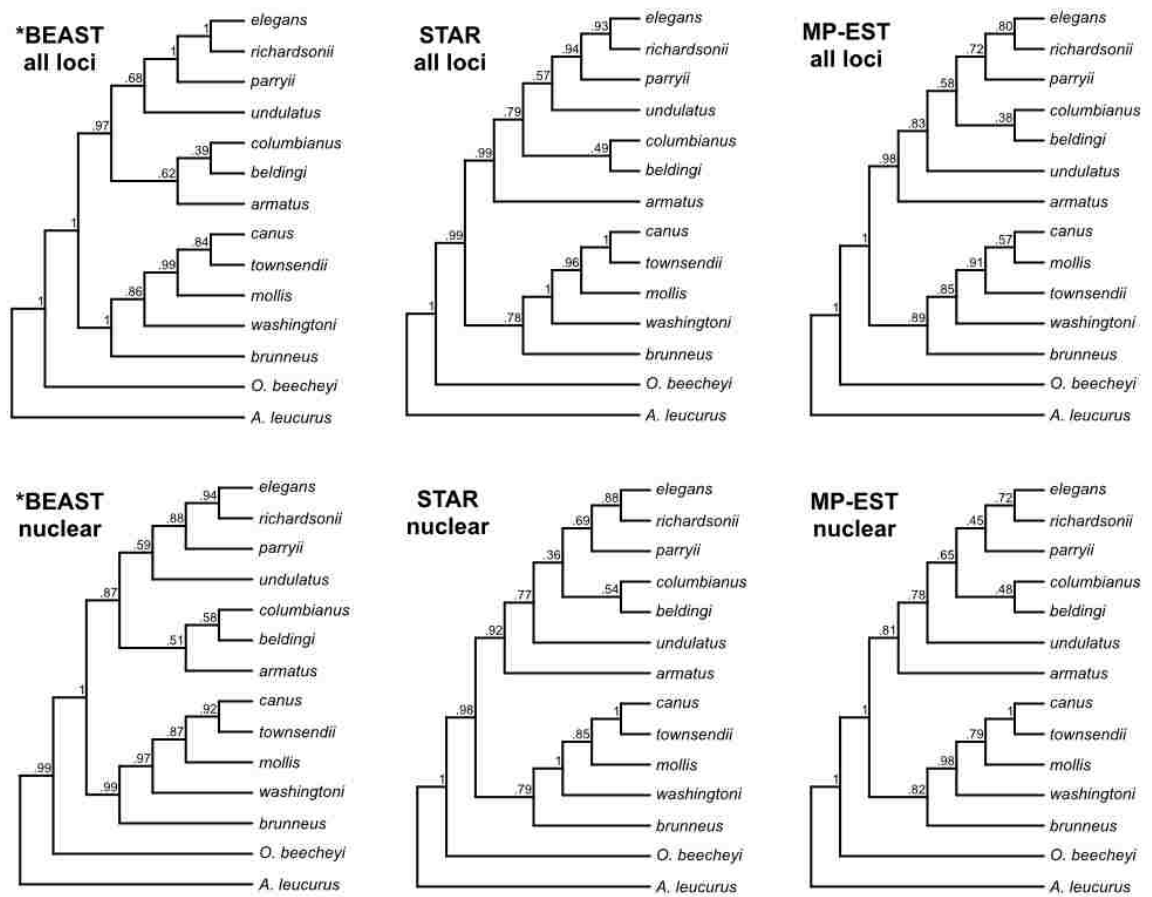 *BEAST
all loci
1
1
.68
.97
.39
.62
.84
.99
.86
1
1
1
elegans
richardsonii
parryii
undulatus
columbianus
beldingi
armatus
canus
townsendii
mollis
washingtoni
brunneus
O. beecheyi
A. leucurus
STAR
all loci
.93
.94
.57
.79
.49
.99
1
.96
1
.78
.99
1
elegans
richardsonii
parryii
undulatus
columbianus
beldingi
armatus
canus
townsendii
mollis
washingtoni
brunneus
O. beecheyi
A. leucurus
MP-EST
all loci
.80
.72
.58
.38
.83
.98
.57
.91
.85
.89
1
1
elegans
richardsonii
parryii
columbianus
beldingi
undulatus
armatus
canus
mollis
townsendii
washingtoni
brunneus
O. beecheyi
A. leucurus
*BEAST
nuclear
.94
.88
.59
.87
.58
.51
.92
.87
.97
.99
1
.99
elegans
richardsonii
parryii
undulatus
columbianus
beldingi
armatus
canus
townsendii
mollis
washingtoni
brunneus
O. beecheyi
A. leucurus
STAR
nuclear
.88
.69
.36
.54
.77
.92
1
.85
1
.79
.98
1
elegans
richardsonii
parryii
columbianus
beldingi
undulatus
armatus
canus
townsendii
mollis
washingtoni
brunneus
O. beecheyi
A. leucurus
MP-EST
nuclear
.72
.45
.65
.48
.78
.81
1
.79
.98
.82
1
1
elegans
richardsonii
parryii
columbianus
beldingi
undulatus
armatus
canus
townsendii
mollis
washingtoni
brunneus
O. beecheyi
A. leucurus